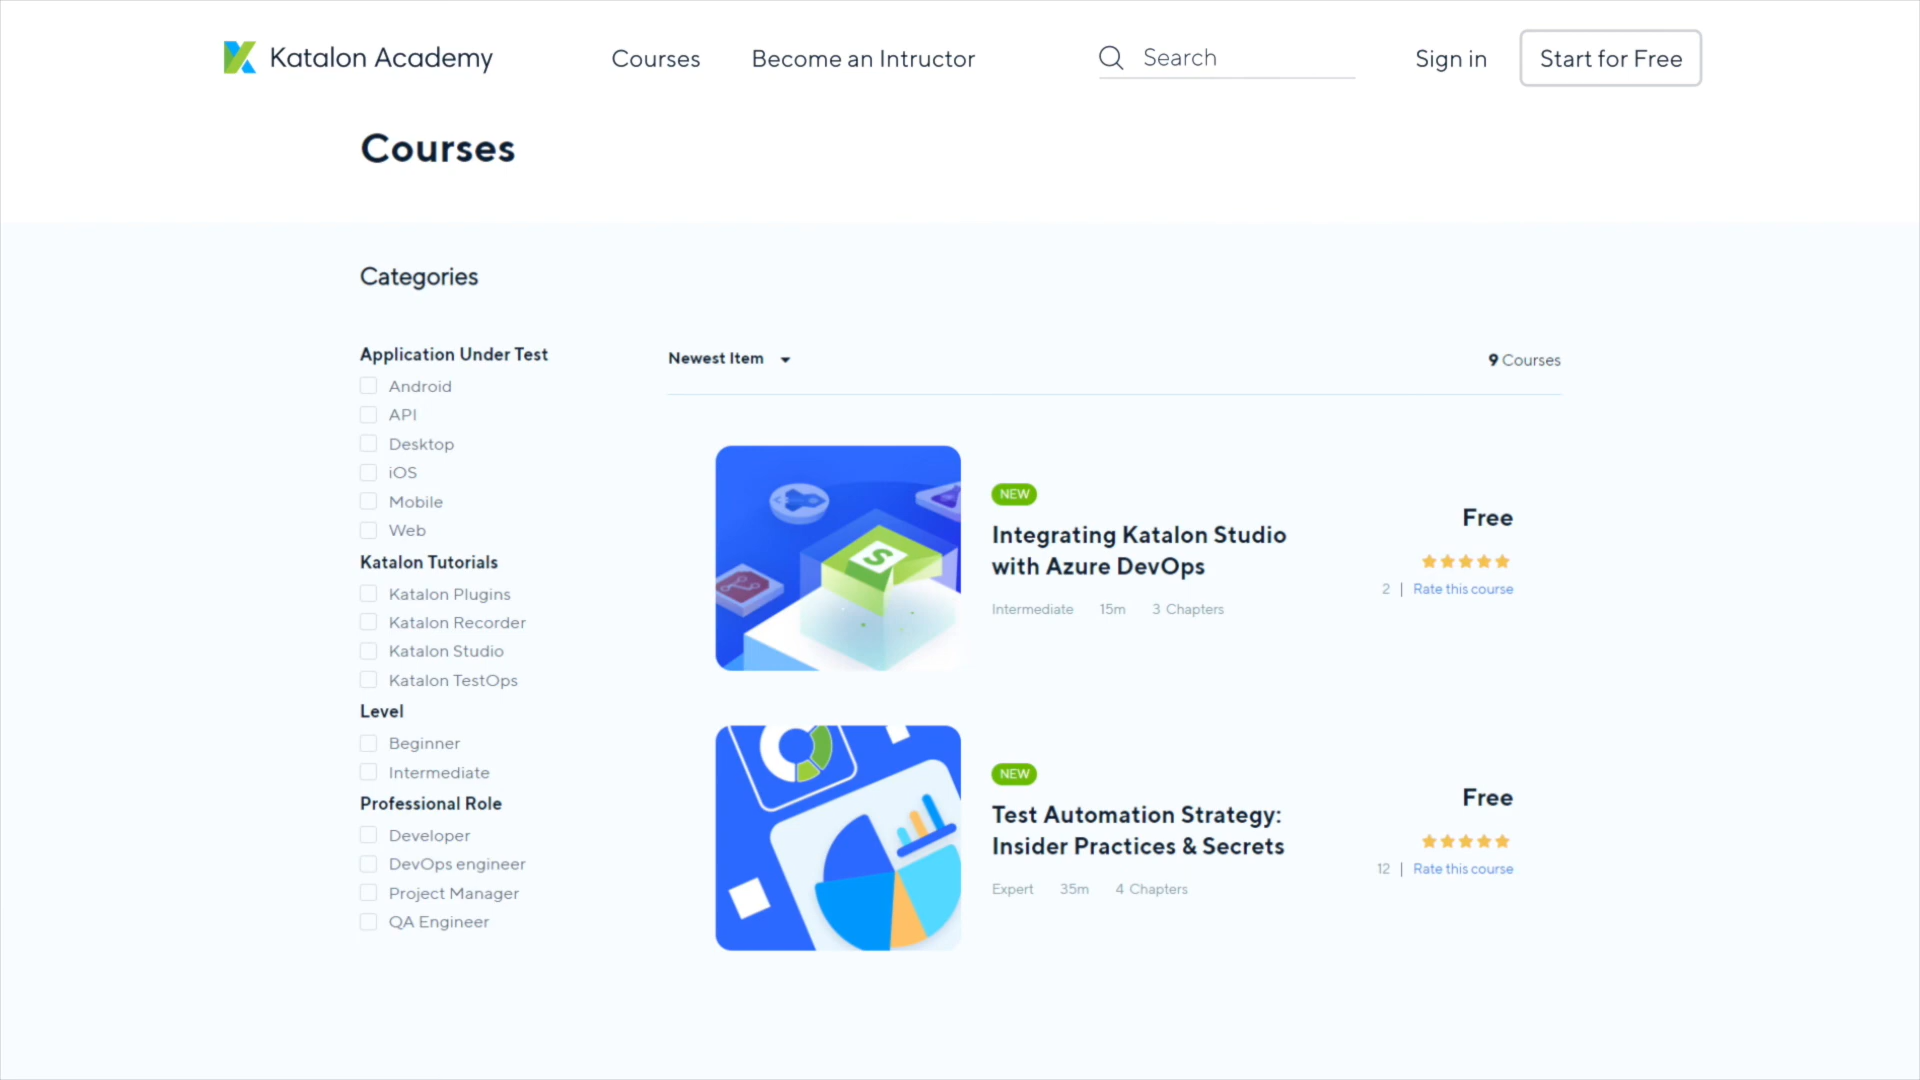 Katalon Academy
Courses
Become an Intructor
Search
Sign in
Start for Free
Courses
Categories
Application Under Test
Android
API
Desktop
iOS
Mobile
Web
Katalon Tutorials
Katalon Plugins
Katalon Recorder
Katalon Studio
Katalon TestOps
Level
Beginner
Intermediate
Professional Role
Developer
DevOps engineer
Project Manager
QA Engineer
Newest Item
9 Courses
S
NEW
Integrating Katalon Studio
with Azure DevOps
Intermediate 15m 3 Chapters
Free
2 | Rate this course
NEW
Test Automation Strategy:
Insider Practices & Secrets
Expert 35m 4 Chapters
Free
12 | Rate this course